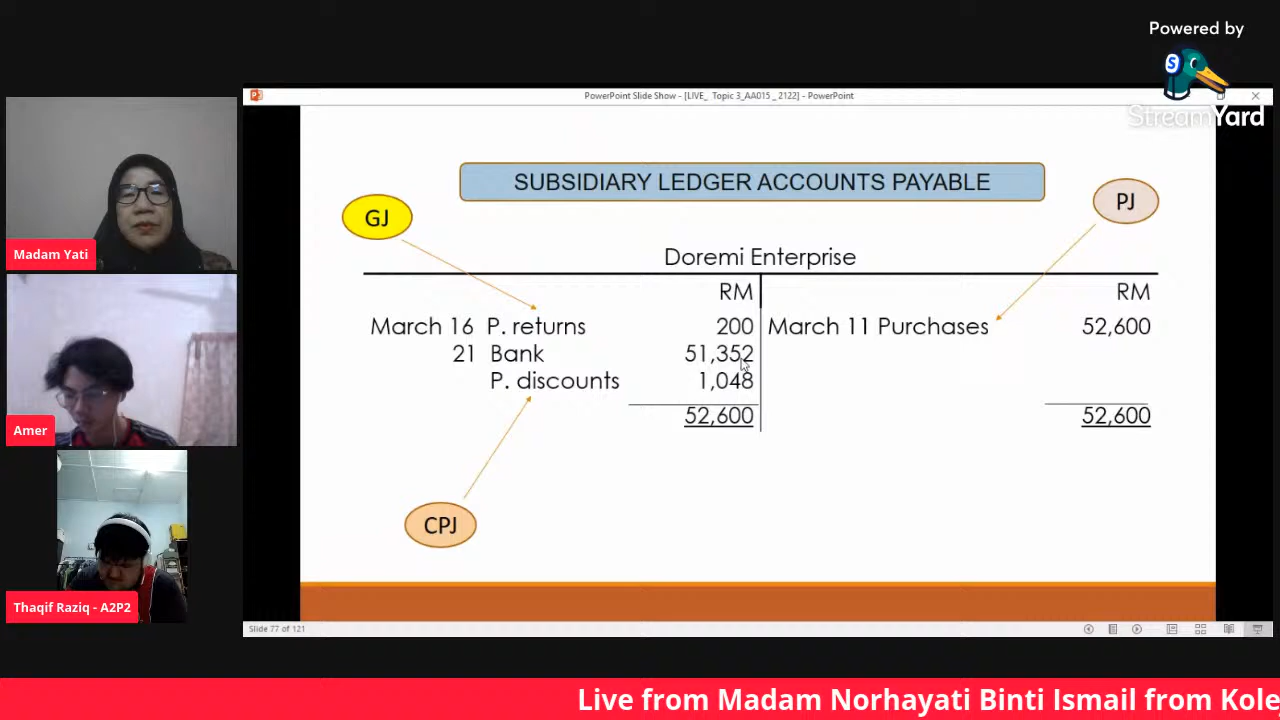 Powered by
S
StreamYard
PowerPoint Slide Show - [LIVE_ Topic 3_AA015 _ 2122] - PowerPoint
SUBSIDIARY LEDGER ACCOUNTS PAYABLE
GJ
PJ
Doremi Enterprise
RM RM
March 16 P. returns 200 March 11 Purchases 52,600
21 Bank 51,352
P. discounts 1,048
52,600 52,600
CPJ
Slide 77 of 121
Madam Yati
Amer
Thaqif Raziq - A2P2
Live from Madam Norhayati Binti Ismail from Kole